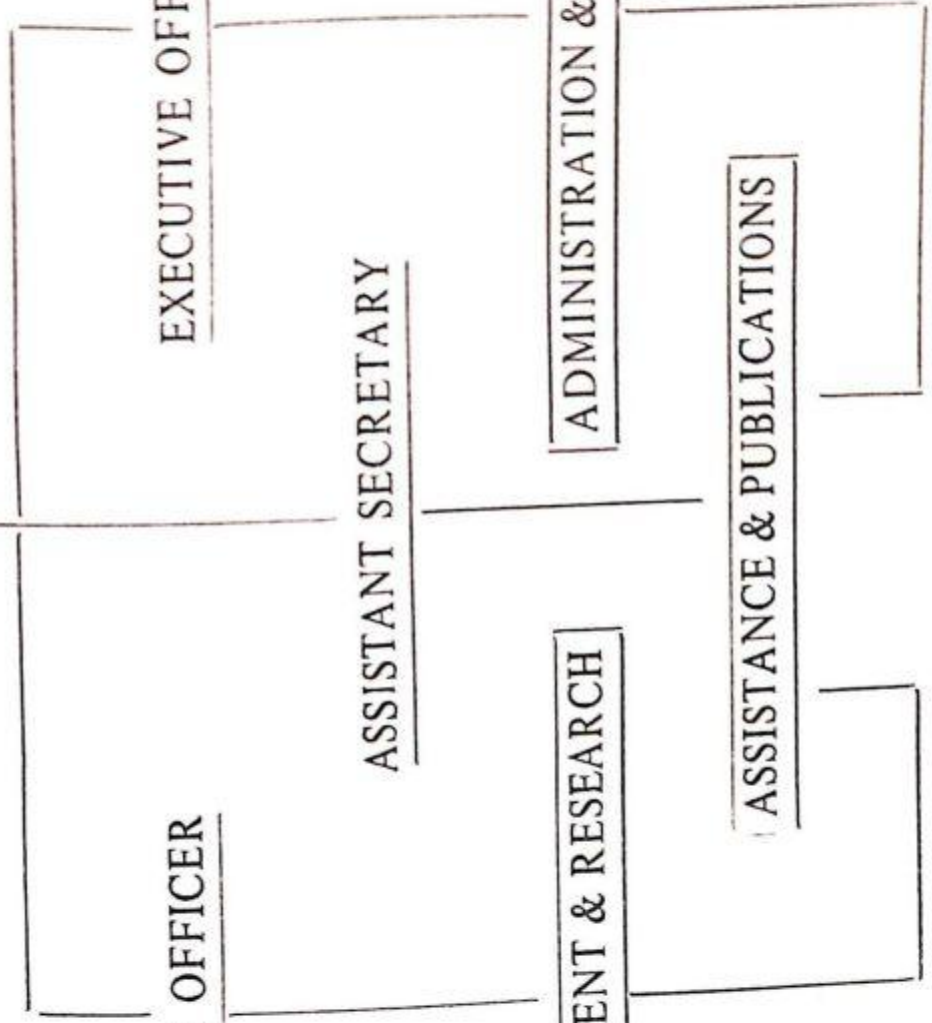 OFFICER
EXECUTIVE OFF
ASSISTANT SECRETARY
ENT & RESEARCH
ADMINISTRATION &
ASSISTANCE & PUBLICATIONS